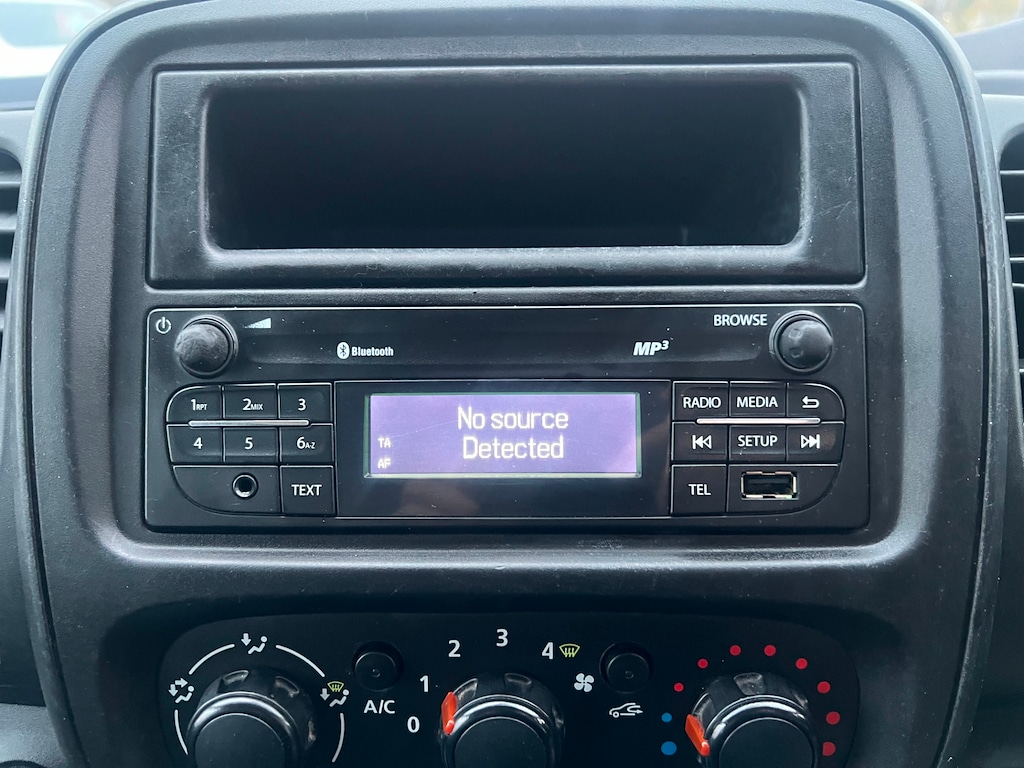 BROWSE
Bluetooth
MP3
1RPT 2MIX 3
RADIO MEDIA
No source
Detected
TA
AF
4 5 6A-Z
SETUP
TEXT
TEL
0 1 2 3 4
A/C